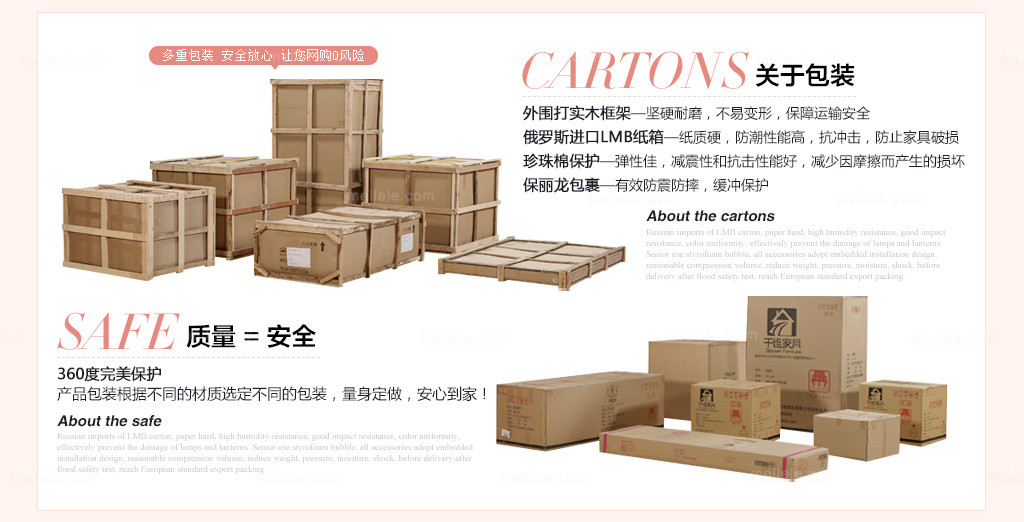 多重包装 安全放心 让您网购0风险
CARTONS 关于包装
外围打实木框架—坚硬耐磨，不易变形，保障运输安全
俄罗斯进口LMB纸箱—纸质硬，防潮性能高，抗冲击，防止家具破损
珍珠棉保护—弹性佳，减震性和抗击性能好，减少因摩擦而产生的损坏
保丽龙包裹—有效防震防摔，缓冲保护
About the cartons
Russian imports of LMB carton, paper hard, high humidity resistance, good impact
resistance, color uniformity, effectively prevent the damage of lamps and lanterns.
Senior use styrofoam bubble, all accessories adopt embedded installation design,
reasonable compression volume, reduce weight, pressure, moisture, shock, before
delivery after flood safety test, reach European standard export packing.
SAFE 质量 = 安全
360度完美保护
产品包装根据不同的材质选定不同的包装，量身定做，安心到家！
About the safe
Russian imports of LMB carton, paper hard, high humidity resistance, good impact resistance, color uniformity,
effectively prevent the damage of lamps and lanterns. Senior use styrofoam bubble, all accessories adopt embedded
installation design, reasonable compression volume, reduce weight, pressure, moisture, shock, before delivery after
flood safety test, reach European standard export packing.
千维家具